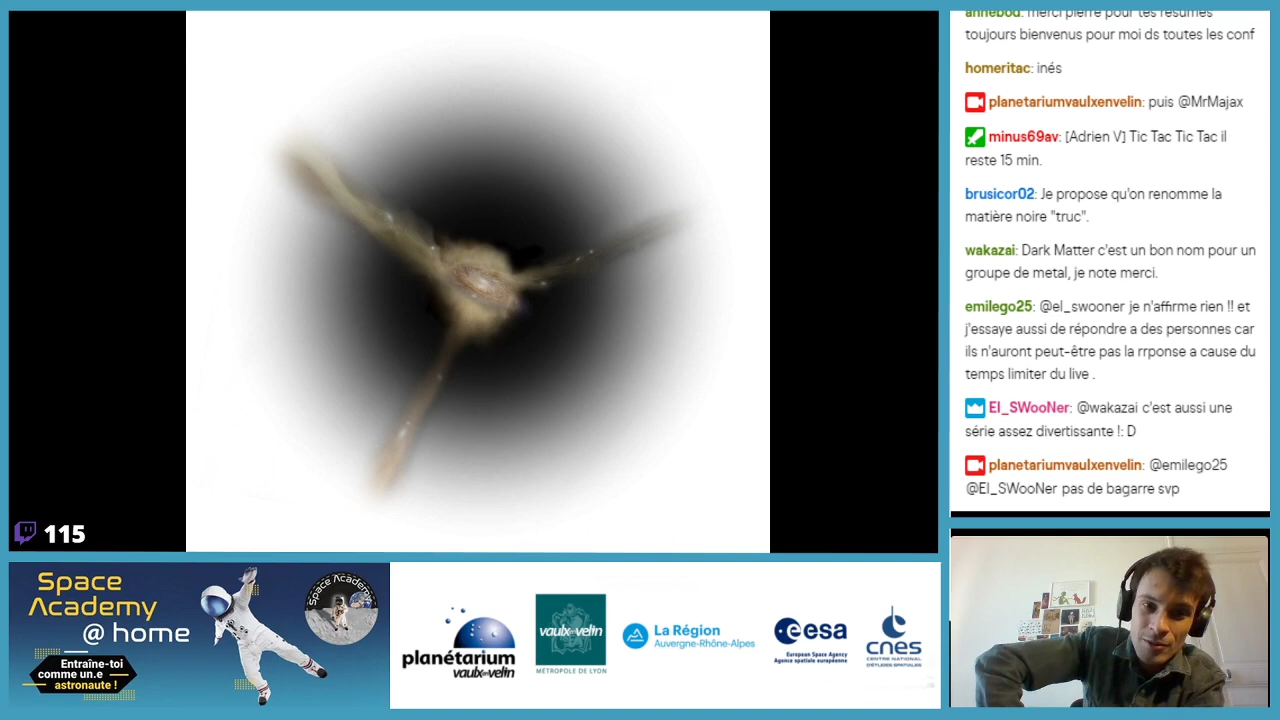 annebod: merci pierre pour tes résumés
toujours bienvenus pour moi ds toutes les conf
homeritac: inés
planetariumvaulxenvelin: puis @MrMajax
minus69av: [Adrien V] Tic Tac Tic Tac il
reste 15 min.
brusicor02: Je propose qu'on renomme la
matière noire "truc".
wakazai: Dark Matter c'est un bon nom pour un
groupe de metal, je note merci.
emilego25: @el_swooner je n'affirme rien !! et
j'essaye aussi de répondre a des personnes car
ils n'auront peut-être pas la rrponse a cause du
temps limiter du live .
El_SWooNer: @wakazai c'est aussi une
série assez divertissante !: D
planetariumvaulxenvelin: @emilego25
@El_SWooNer pas de bagarre svp
115
Space
Academy
@ home
Entraîne-toi
comme un.e
astronaute !
Space Academy
planétarium
vaulx en velin
vaulx en velin
MÉTROPOLE DE LYON
La Région
Auvergne-Rhône-Alpes
esa
European Space Agency
Agence spatiale européenne
cnes
CENTRE NATIONAL
D'ÉTUDES SPATIALES